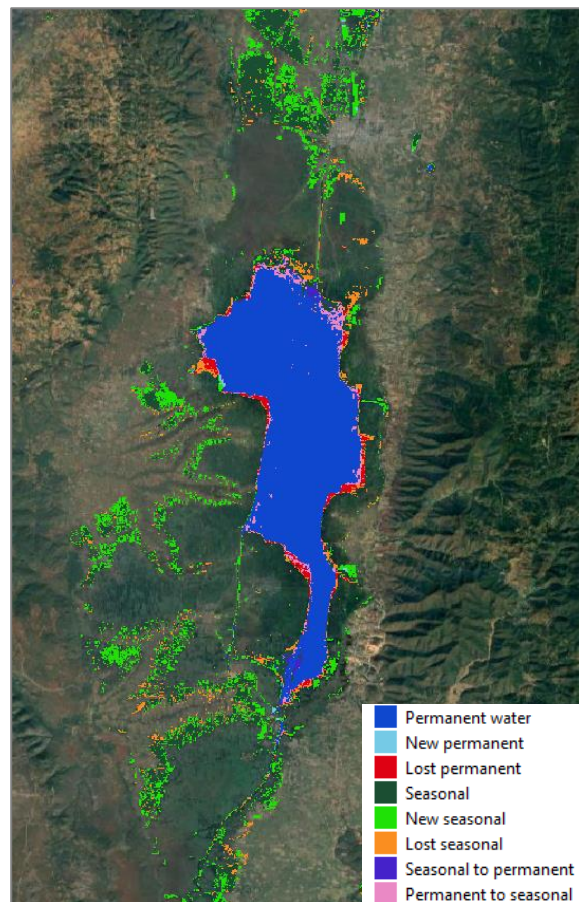 Permanent water
New permanent
Lost permanent
Seasonal
New seasonal
Lost seasonal
Seasonal to permanent
Permanent to seasonal